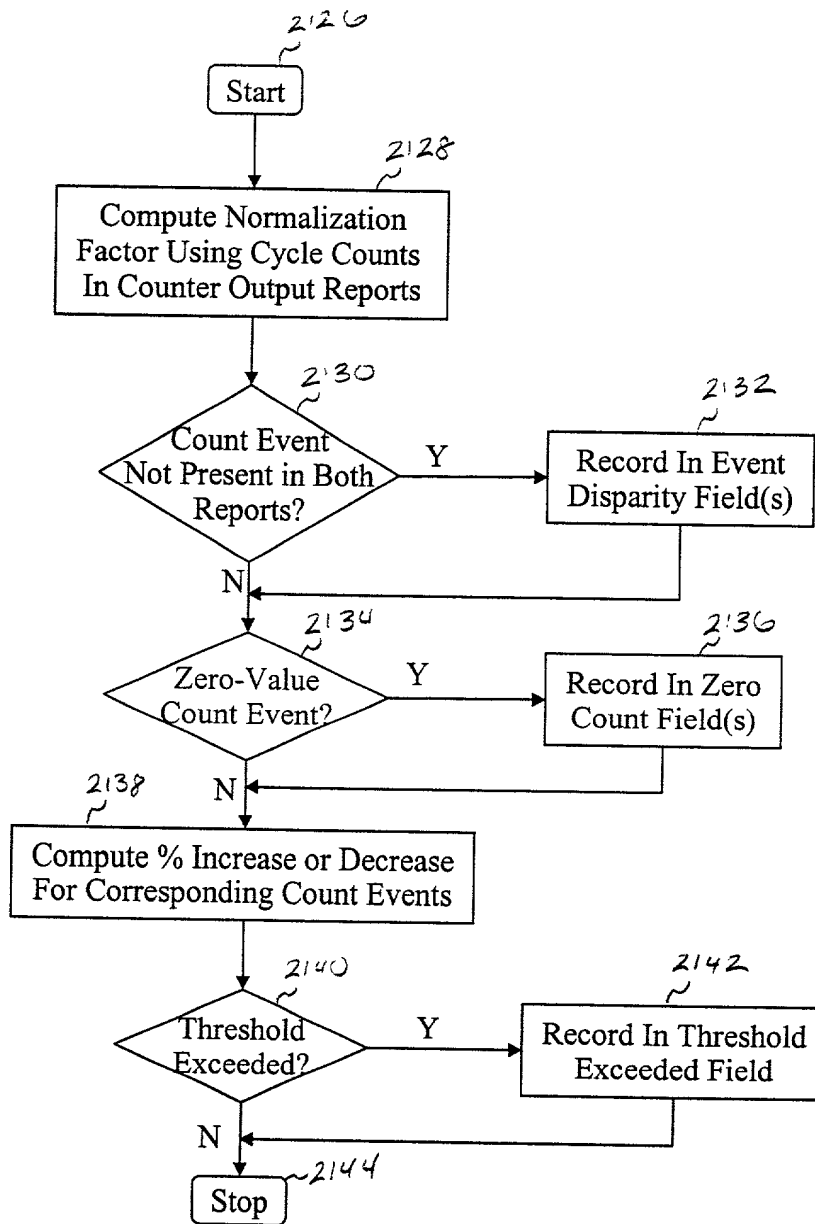 2126
Start
2128
Compute Normalization
Factor Using Cycle Counts
In Counter Output Reports
2130
Count Event
Not Present in Both
Reports?
Y
2132
Record In Event
Disparity Field(s)
N
2134
Zero-Value
Count Event?
Y
2136
Record In Zero
Count Field(s)
N
2138
Compute % Increase or Decrease
For Corresponding Count Events
2140
Threshold
Exceeded?
Y
2142
Record In Threshold
Exceeded Field
N
2144
Stop